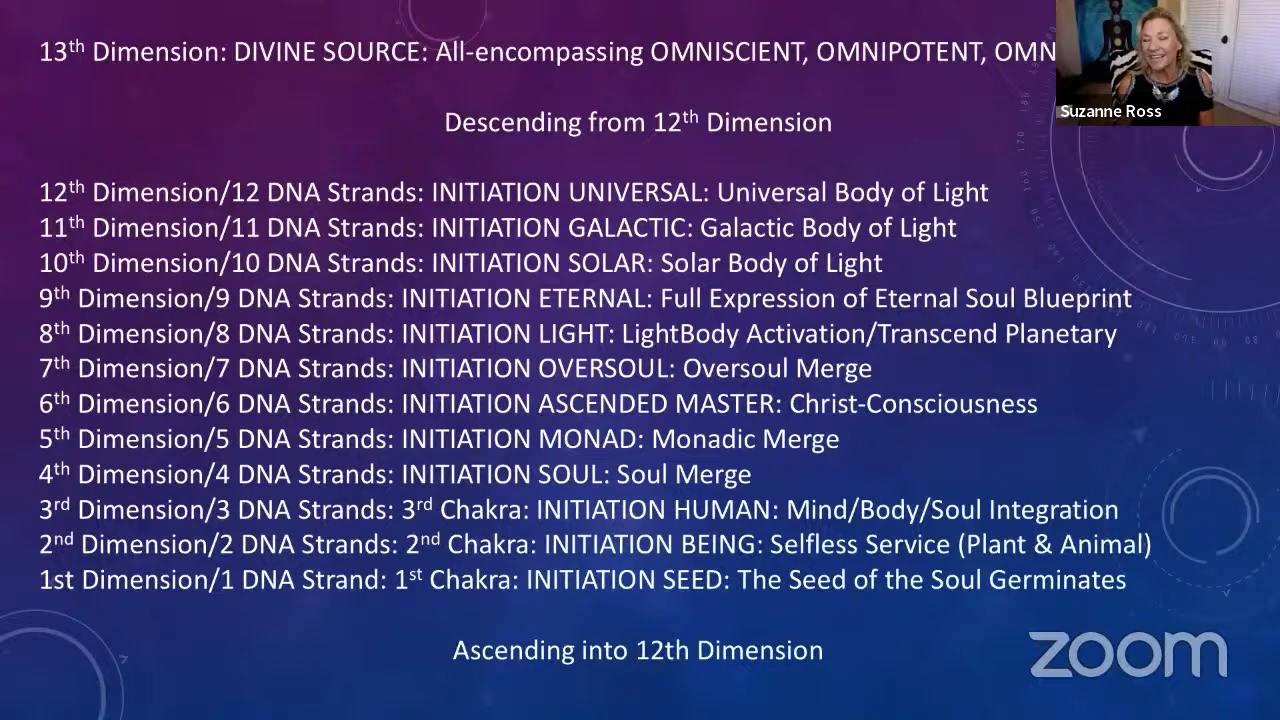 13th Dimension: DIVINE SOURCE: All-encompassing OMNISCIENT, OMNIPOTENT, OMN
Suzanne Ross
Descending from 12th Dimension
12th Dimension/12 DNA Strands: INITIATION UNIVERSAL: Universal Body of Light
11th Dimension/11 DNA Strands: INITIATION GALACTIC: Galactic Body of Light
10th Dimension/10 DNA Strands: INITIATION SOLAR: Solar Body of Light
9th Dimension/9 DNA Strands: INITIATION ETERNAL: Full Expression of Eternal Soul Blueprint
8th Dimension/8 DNA Strands: INITIATION LIGHT: LightBody Activation/Transcend Planetary
7th Dimension/7 DNA Strands: INITIATION OVERSOUL: Oversoul Merge
6th Dimension/6 DNA Strands: INITIATION ASCENDED MASTER: Christ-Consciousness
5th Dimension/5 DNA Strands: INITIATION MONAD: Monadic Merge
4th Dimension/4 DNA Strands: INITIATION SOUL: Soul Merge
3rd Dimension/3 DNA Strands: 3rd Chakra: INITIATION HUMAN: Mind/Body/Soul Integration
2nd Dimension/2 DNA Strands: 2nd Chakra: INITIATION BEING: Selfless Service (Plant & Animal)
1st Dimension/1 DNA Strand: 1st Chakra: INITIATION SEED: The Seed of the Soul Germinates
Ascending into 12th Dimension
zoom